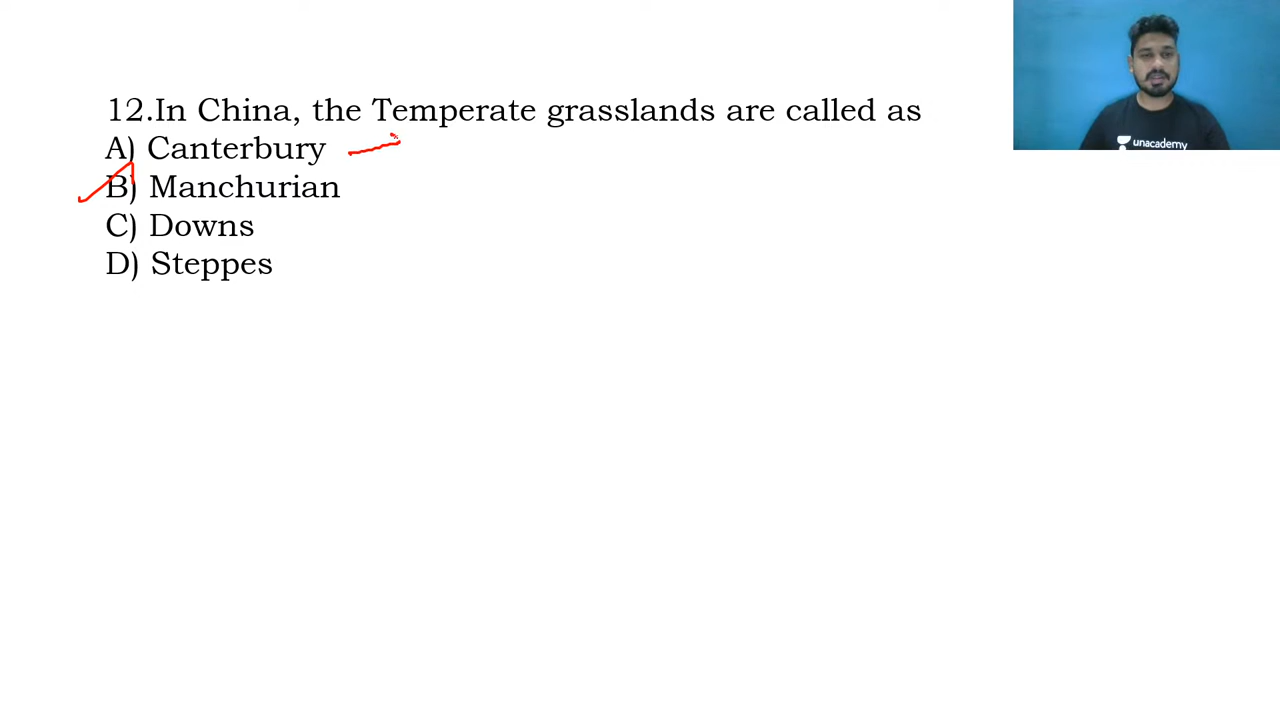 12.In China, the Temperate grasslands are called as
A) Canterbury
B) Manchurian
C) Downs
D) Steppes
unacademy